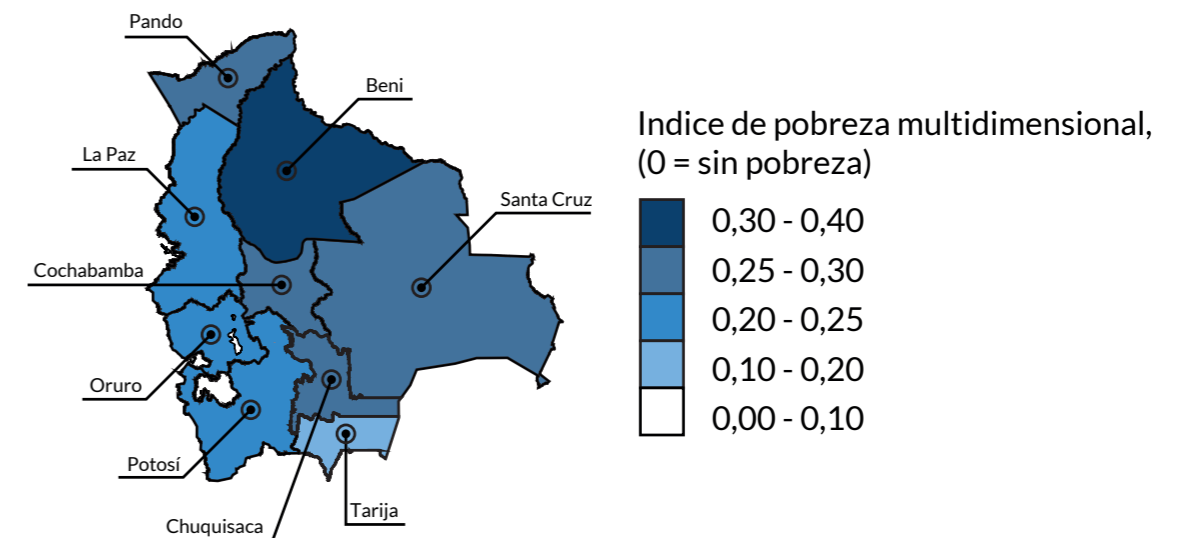 Pando
Beni
La Paz
Santa Cruz
Cochabamba
Oruro
Potosí
Chuquisaca
Tarija
Indice de pobreza multidimensional,
(0 = sin pobreza)
0,30 - 0,40
0,25 - 0,30
0,20 - 0,25
0,10 - 0,20
0,00 - 0,10